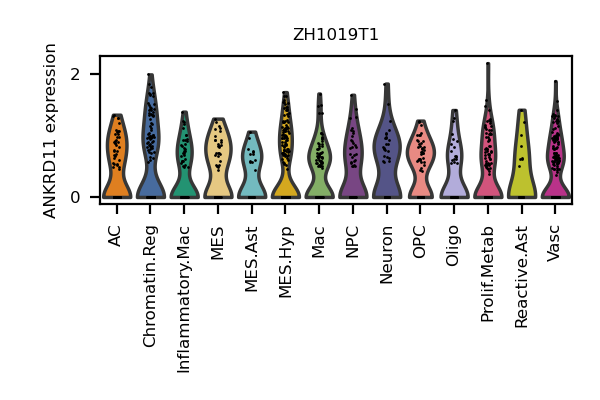 ZH1019T1
ANKRD11 expression
2
0
AC
Chromatin.Reg
Inflammatory.Mac
MES
MES.Ast
MES.Hyp
Mac
NPC
Neuron
OPC
Oligo
Prolif.Metab
Reactive.Ast
Vasc